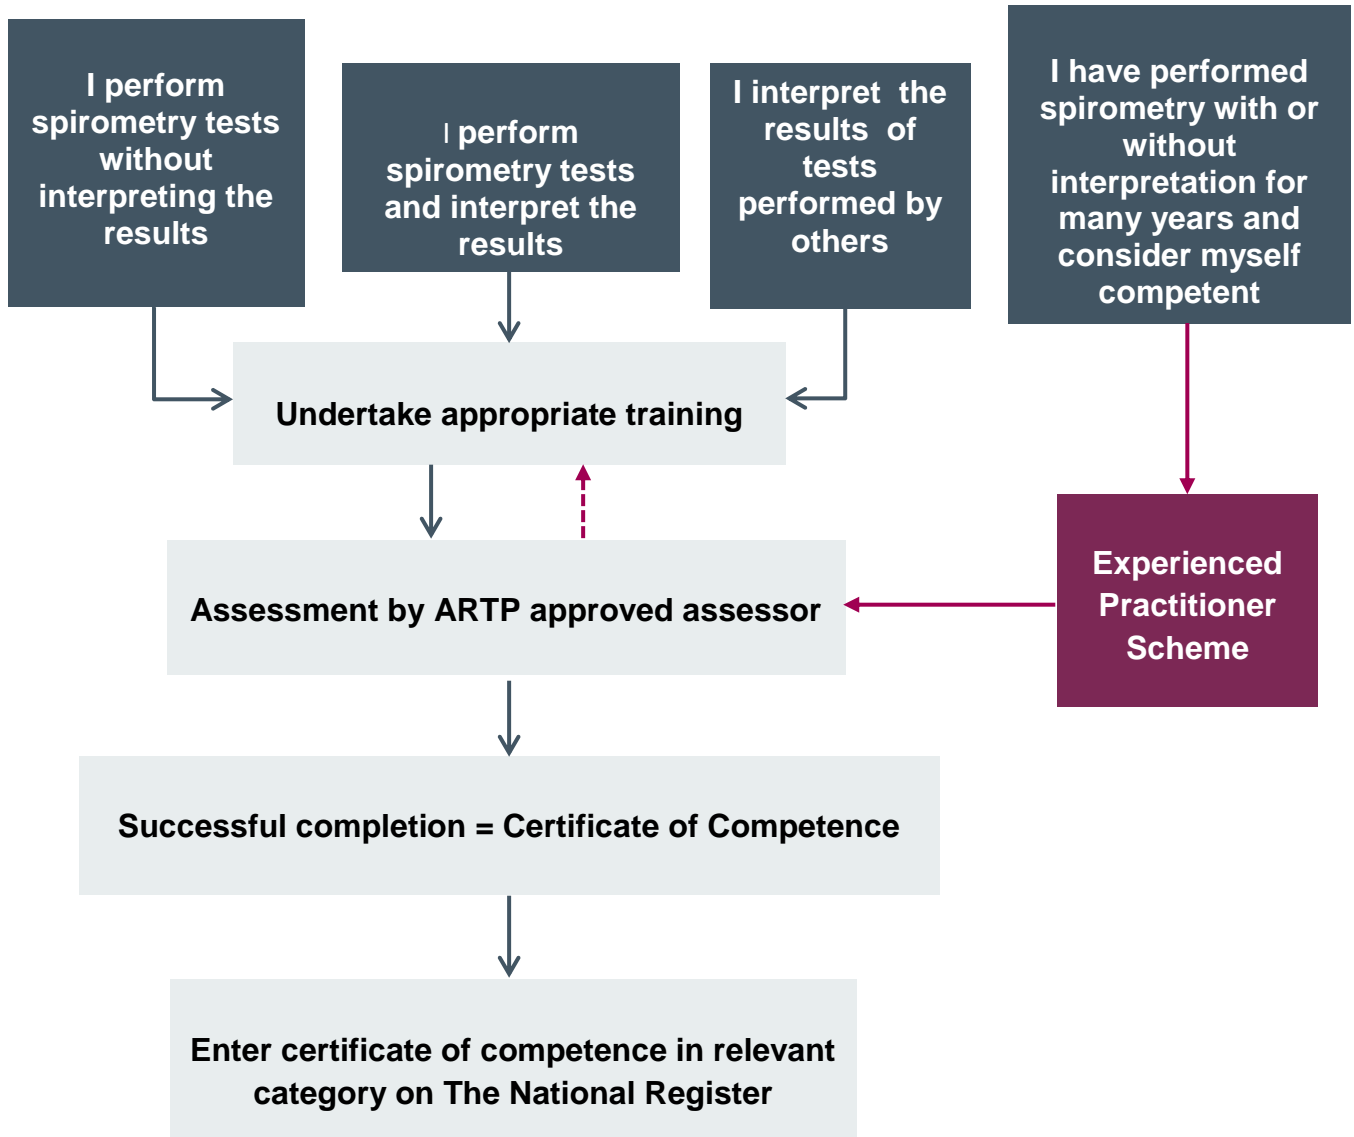 I perform
spirometry tests
without
interpreting the
results
I perform
spirometry tests
and interpret the
results
I interpret the
results of
tests
performed by
others
I have performed
spirometry with or
without
interpretation for
many years and
consider myself
competent
Undertake appropriate training
Assessment by ARTP approved assessor
Experienced
Practitioner
Scheme
Successful completion = Certificate of Competence
Enter certificate of competence in relevant
category on The National Register